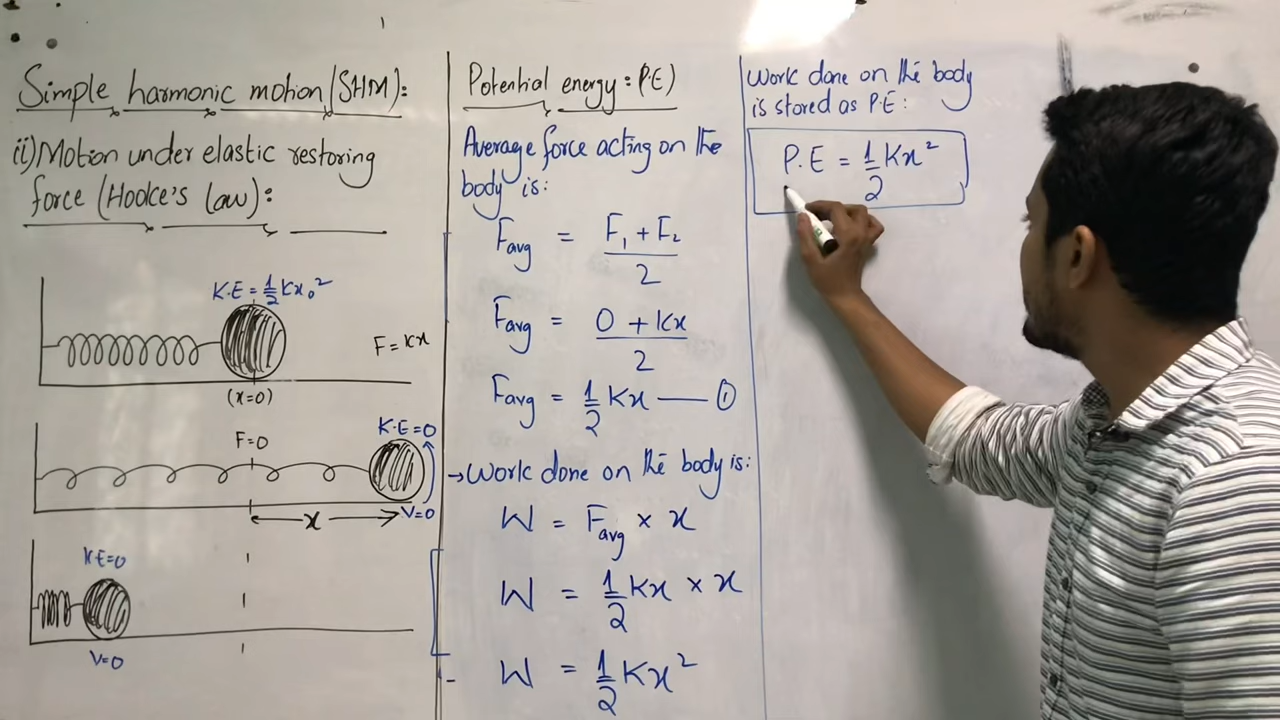 Simple harmonic motion (SHM):
ii) Motion under elastic restoring
force (Hooke's Law):
K.E = 1/2 Kx₀²
F = Kx
(x=0)
F=0
K.E=0
V=0
x
K.E=0
V=0
Potential energy: P.E)
Average force acting on the
body is:
Favg = F₁ + F₂ / 2
Favg = 0 + Kx / 2
Favg = 1/2 Kx — ①
→ Work done on the body is:
W = Favg × x
W = 1/2 Kx × x
W = 1/2 Kx²
Work done on the body
is stored as P.E:
P.E = 1/2 Kx²